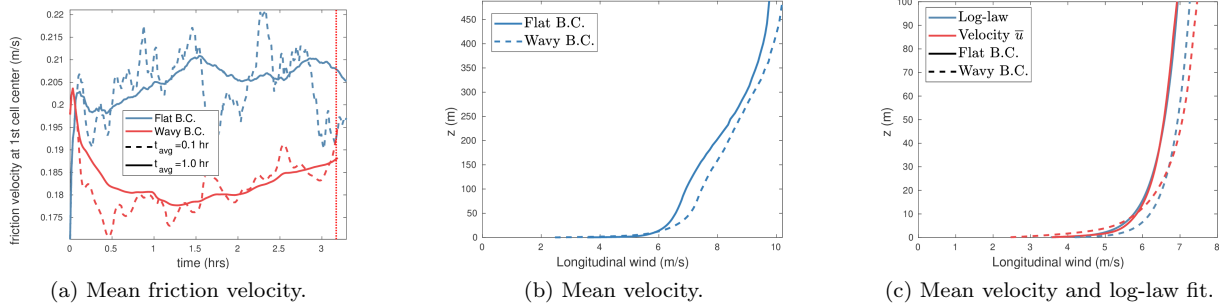 friction velocity at 1st cell center (m/s)
0.22
0.215
0.21
0.205
0.2
0.195
0.19
0.185
0.18
0.175
Flat B.C.
Wavy B.C.
t avg =0.1 hr
t avg =1.0 hr
0 0.5 1 1.5 2 2.5 3
time (hrs)
(a) Mean friction velocity.
z (m)
450
400
350
300
250
200
150
100
50
0
Flat B.C.
Wavy B.C.
0 2 4 6 8 10
Longitudinal wind (m/s)
(b) Mean velocity.
z (m)
100
90
80
70
60
50
40
30
20
10
0
Log-law
Velocity u̅
Flat B.C.
Wavy B.C.
0 1 2 3 4 5 6 7 8
Longitudinal wind (m/s)
(c) Mean velocity and log-law fit.